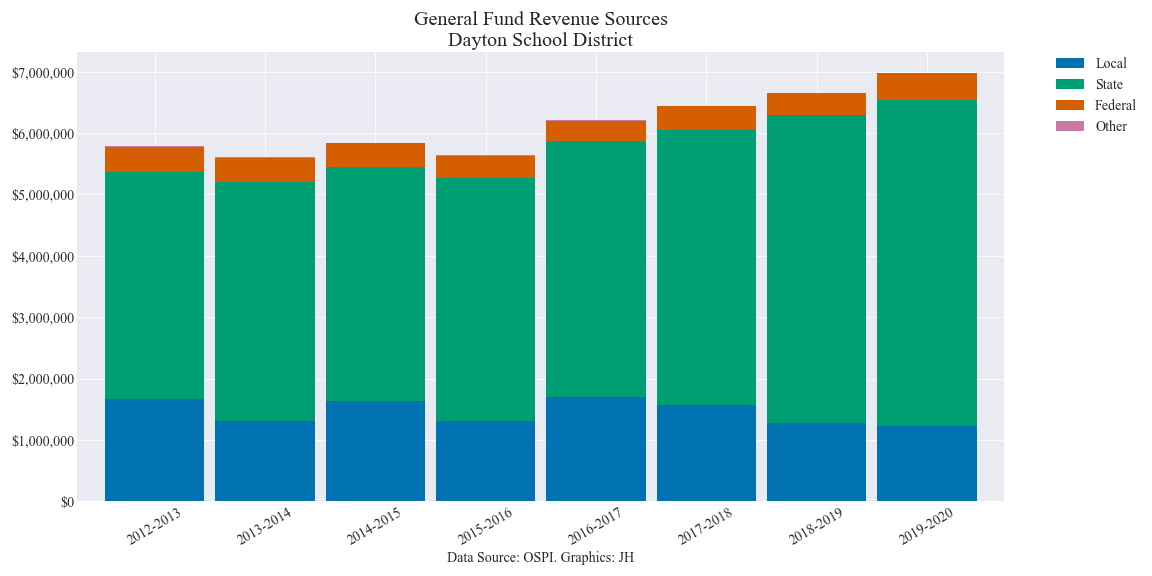 General Fund Revenue Sources
Dayton School District
$7,000,000
$6,000,000
$5,000,000
$4,000,000
$3,000,000
$2,000,000
$1,000,000
$0
Local
State
Federal
Other
2012-2013
2013-2014
2014-2015
2015-2016
2016-2017
2017-2018
2018-2019
2019-2020
Data Source: OSPI. Graphics: JH